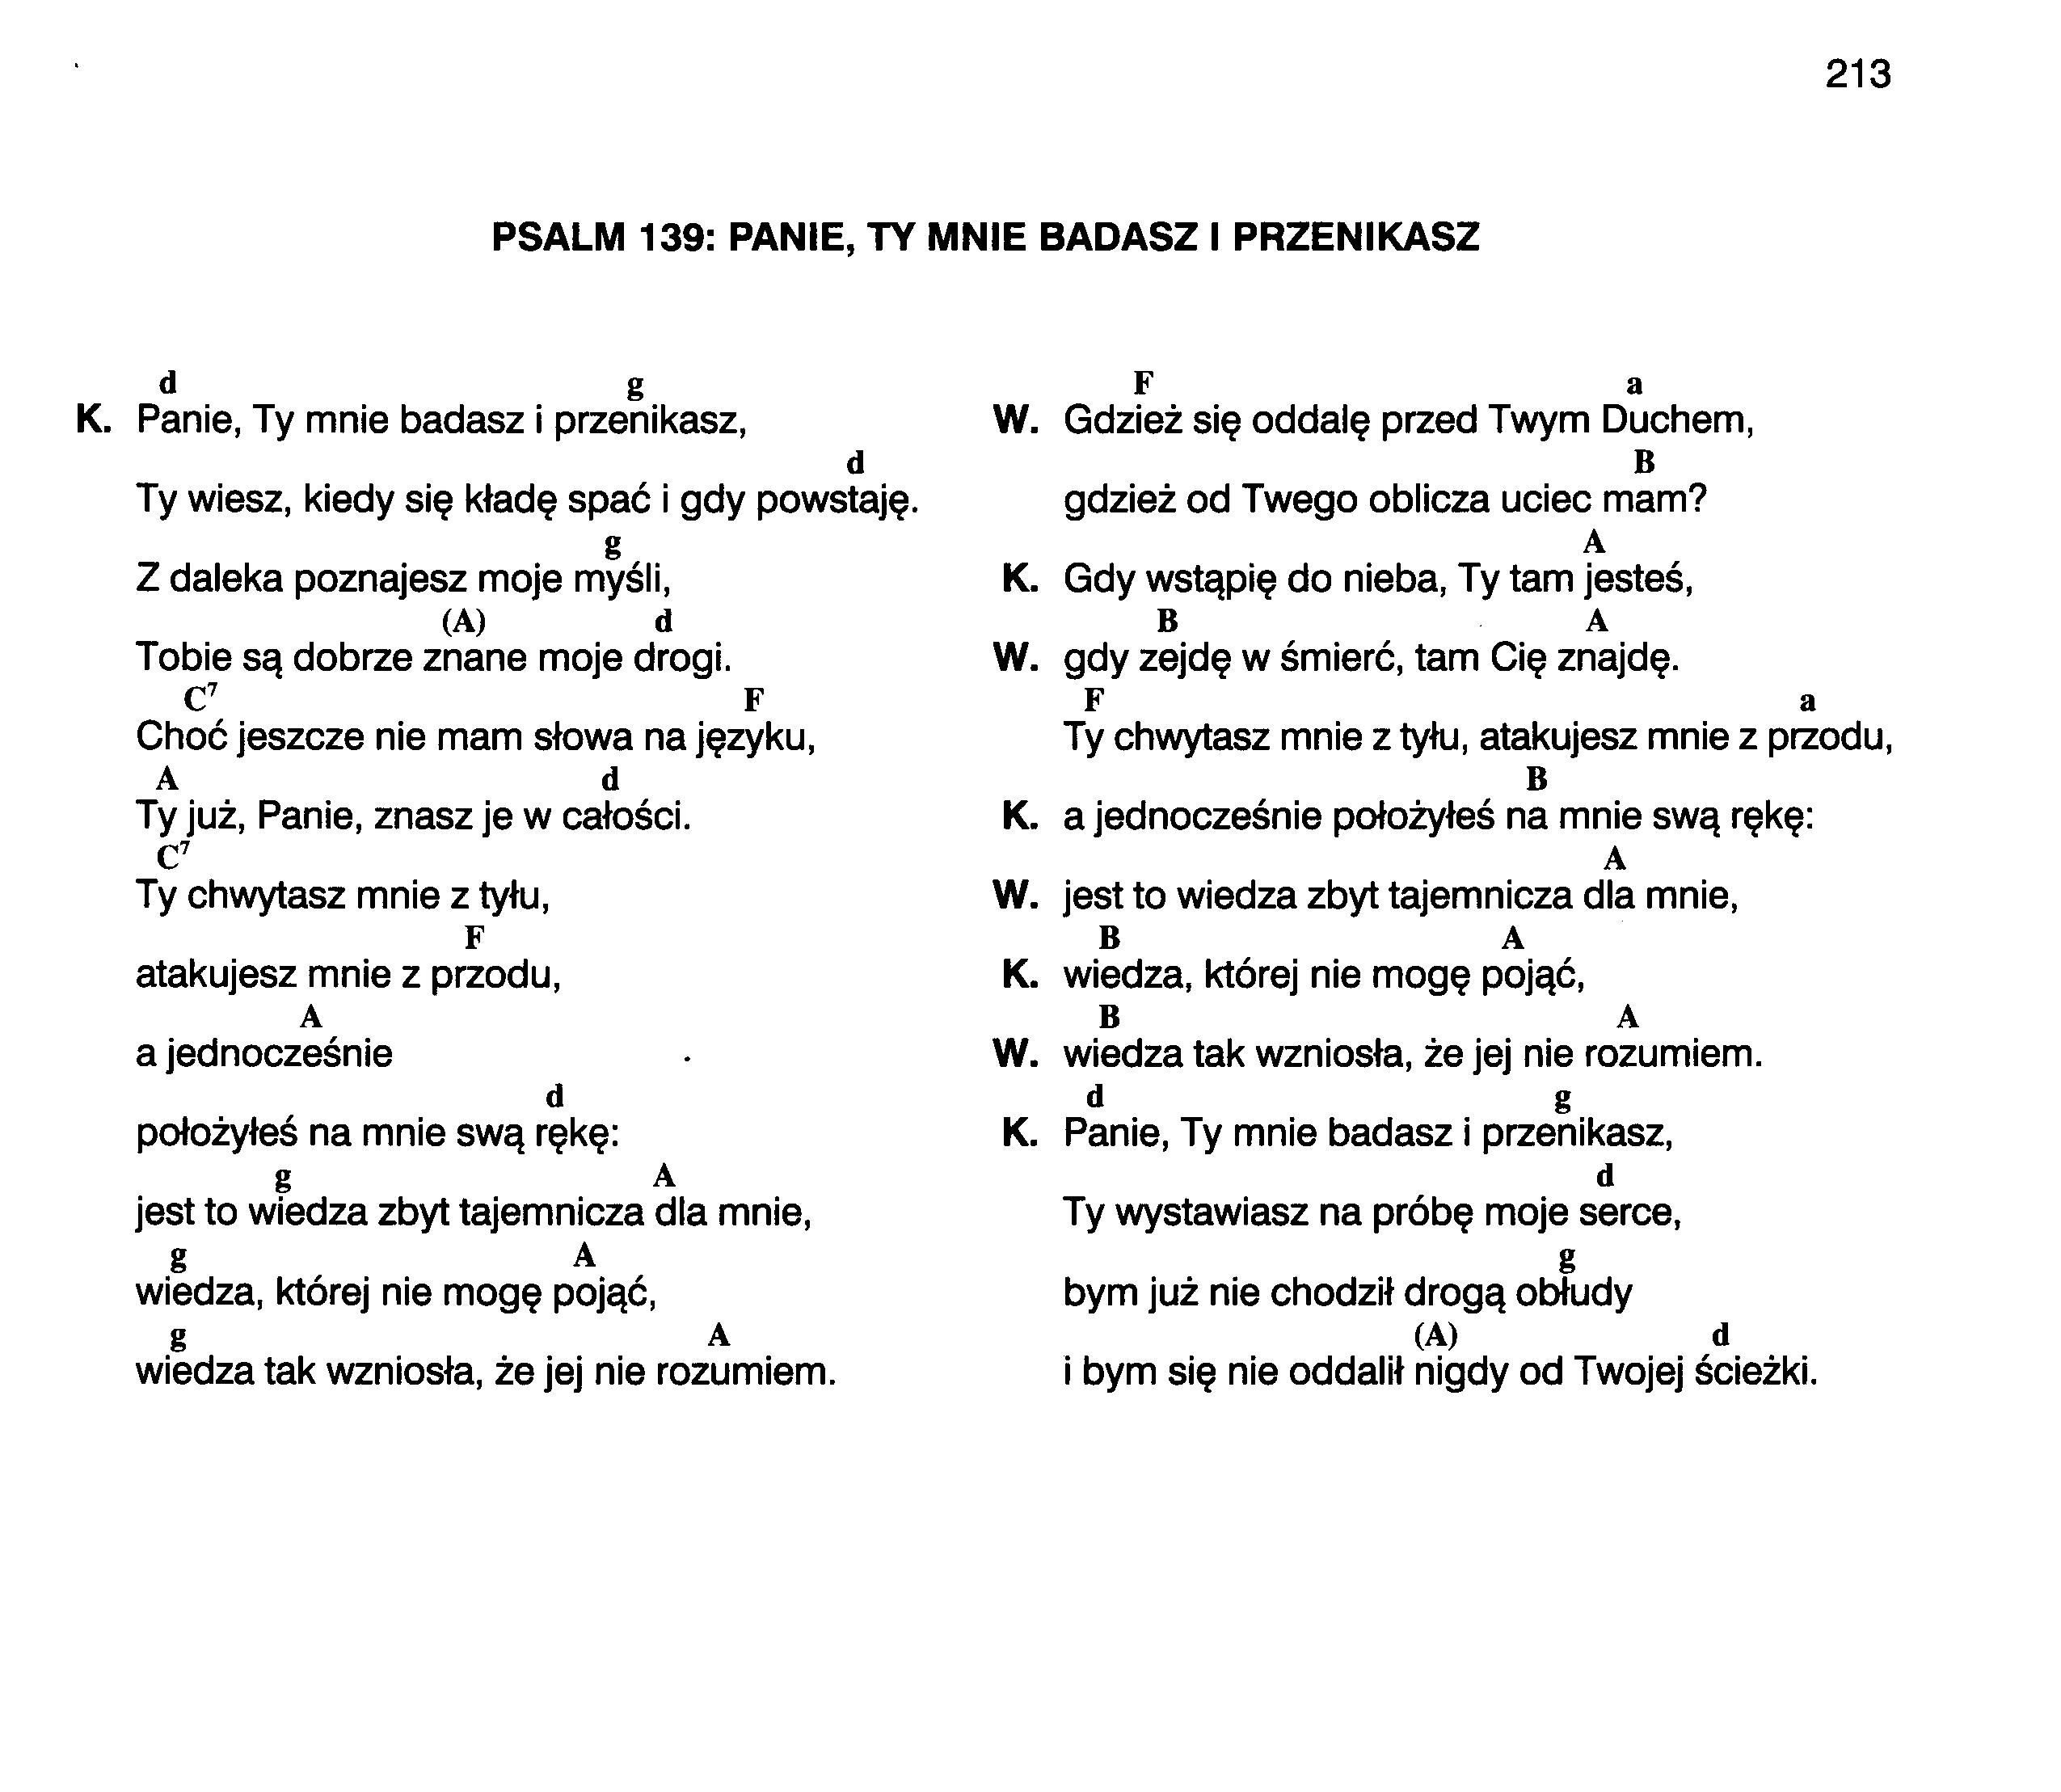 213
PSALM 139: PANIE, TY MNIE BADASZ I PRZENIKASZ
d g
K. Panie, Ty mnie badasz i przenikasz,
d
Ty wiesz, kiedy się kładę spać i gdy powstaję.
g
Z daleka poznajesz moje myśli,
(A) d
Tobie są dobrze znane moje drogi.
C7 F
Choć jeszcze nie mam słowa na języku,
A d
Ty już, Panie, znasz je w całości.
C7
Ty chwytasz mnie z tyłu,
F
atakujesz mnie z przodu,
A
a jednocześnie
d
położyłeś na mnie swą rękę:
g A
jest to wiedza zbyt tajemnicza dla mnie,
g A
wiedza, której nie mogę pojąć,
g A
wiedza tak wzniosła, że jej nie rozumiem.
F a
W. Gdzież się oddalę przed Twym Duchem,
B
gdzież od Twego oblicza uciec mam?
A
K. Gdy wstąpię do nieba, Ty tam jesteś,
B A
W. gdy zejdę w śmierć, tam Cię znajdę.
F a
Ty chwytasz mnie z tyłu, atakujesz mnie z przodu,
B
K. a jednocześnie położyłeś na mnie swą rękę:
A
W. jest to wiedza zbyt tajemnicza dla mnie,
B A
K. wiedza, której nie mogę pojąć,
B A
W. wiedza tak wzniosła, że jej nie rozumiem.
d g
K. Panie, Ty mnie badasz i przenikasz,
d
Ty wystawiasz na próbę moje serce,
g
bym już nie chodził drogą obłudy
(A) d
i bym się nie oddalił nigdy od Twojej ścieżki.